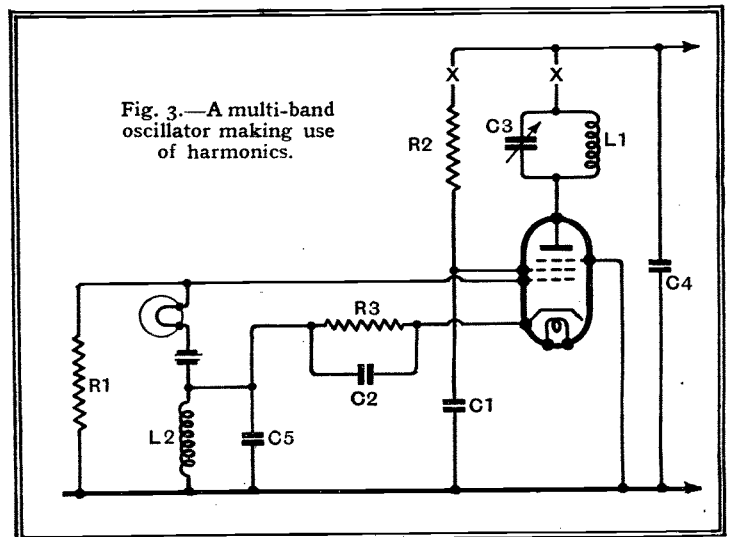 Fig. 3.—A multi-band
oscillator making use
of harmonics.
X X
R2
C3
L1
C4
R3
R1
C2
C1
L2
C5